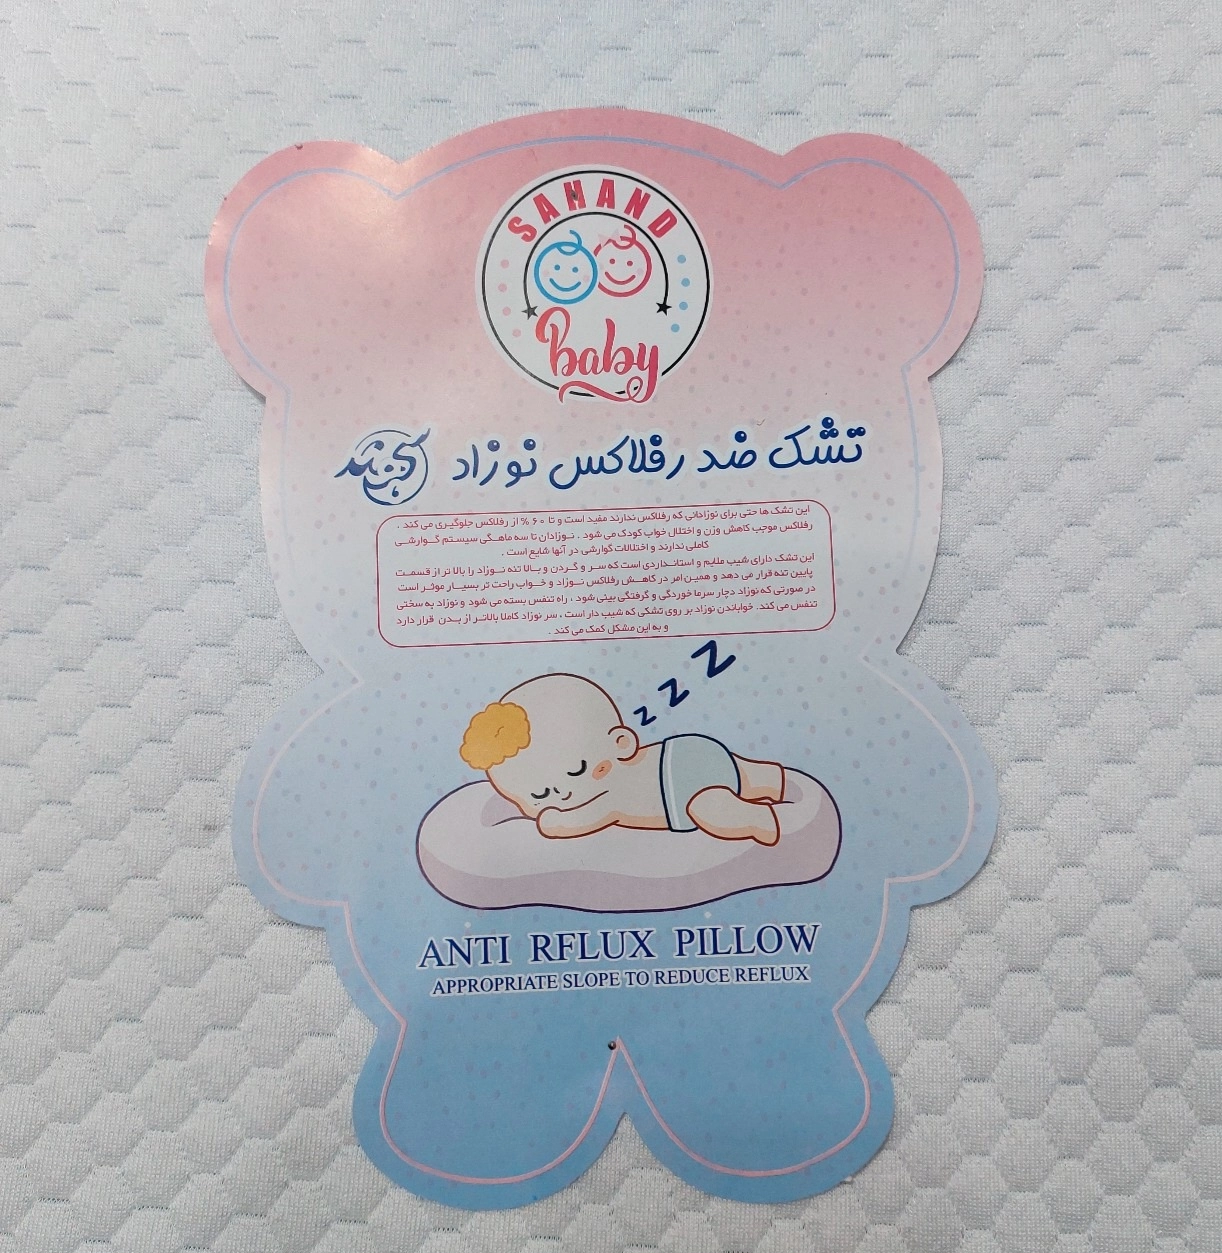 SAHAND
baby
تشک ضد رفلاکس نوزاد سهند
این تشک ها حتی برای نوزادانی که رفلاکس ندارند مفید است و تا ۶۰ % از رفلاکس جلوگیری می کند .
رفلاکس موجب کاهش وزن و اختلال خواب کودک می شود . نوزادان تا سه ماهگی سیستم گوارشی
کاملی ندارند و اختلالات گوارشی در آنها شایع است .
این تشک دارای شیب ملایم و استانداردی است که سر و گردن و بالا تنه نوزاد را بالا تر از قسمت
پایین تنه قرار می دهد و همین امر در کاهش رفلاکس نوزاد و خواب راحت تر بسیار موثر است
در صورتی که نوزاد دچار سرما خوردگی و گرفتگی بینی شود ، راه تنفس بسته می شود و نوزاد به سختی
تنفس می کند. خواباندن نوزاد بر روی تشکی که شیب دار است ، سر نوزاد کاملا بالاتر از بدن قرار دارد
و به این مشکل کمک می کند .
z z z
ANTI RFLUX PILLOW
APPROPRIATE SLOPE TO REDUCE REFLUX